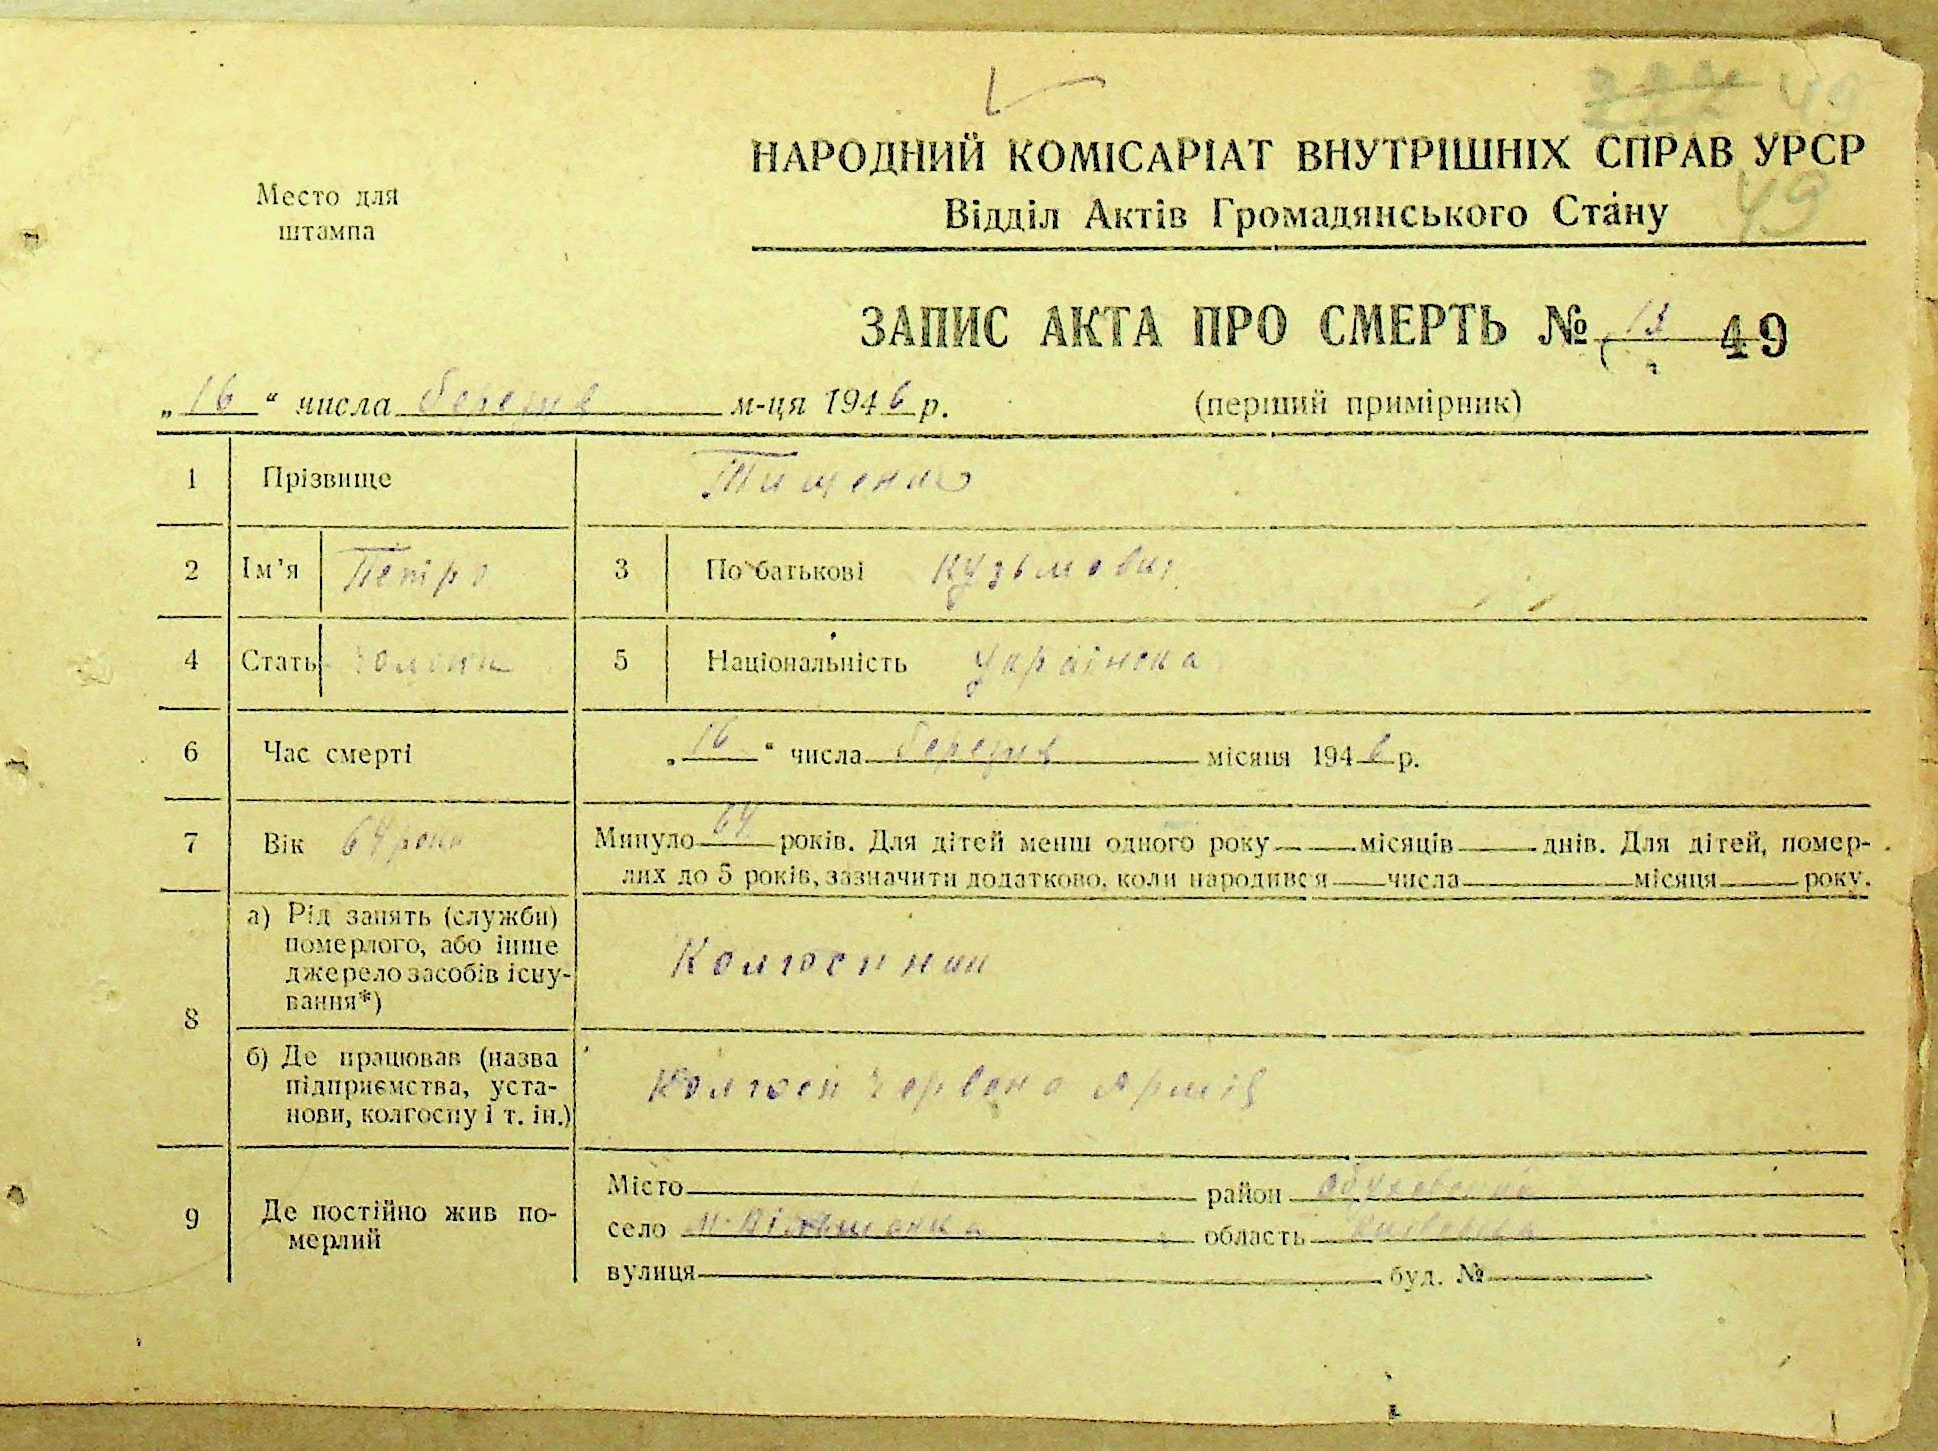 49
НАРОДНИЙ КОМІСАРІАТ ВНУТРІШНІХ СПРАВ УРСР
Место для штампа
Відділ Актів Громадянського Стану
49
ЗАПИС АКТА ПРО СМЕРТЬ № 13 49
„16“ числа березня м-ця 1946 р. (перший примірник)
1 Прізвище Тищенко
2 Ім'я Петро 3 По батькові Кузьмович
4 Стать 5 Національність Українська
6 Час смерті „16“ числа березня місяця 1946 р.
7 Вік 64 роки Минуло 64 років. Для дітей менш одного року місяців днів. Для дітей, помер-
лих до 5 років, зазначити додатково, коли народився числа місяця року.
8 а) Рід занять (служби)
померлого, або інше
джерело засобів існу-
вання*)
Колгоспник
б) Де працював (назва
підприємства, уста-
нови, колгоспу і т. ін.)
Колгосп Червона Армія
9 Де постійно жив по-
мерлий
Місто район Обухівський
село область Київська
вулиця буд. №